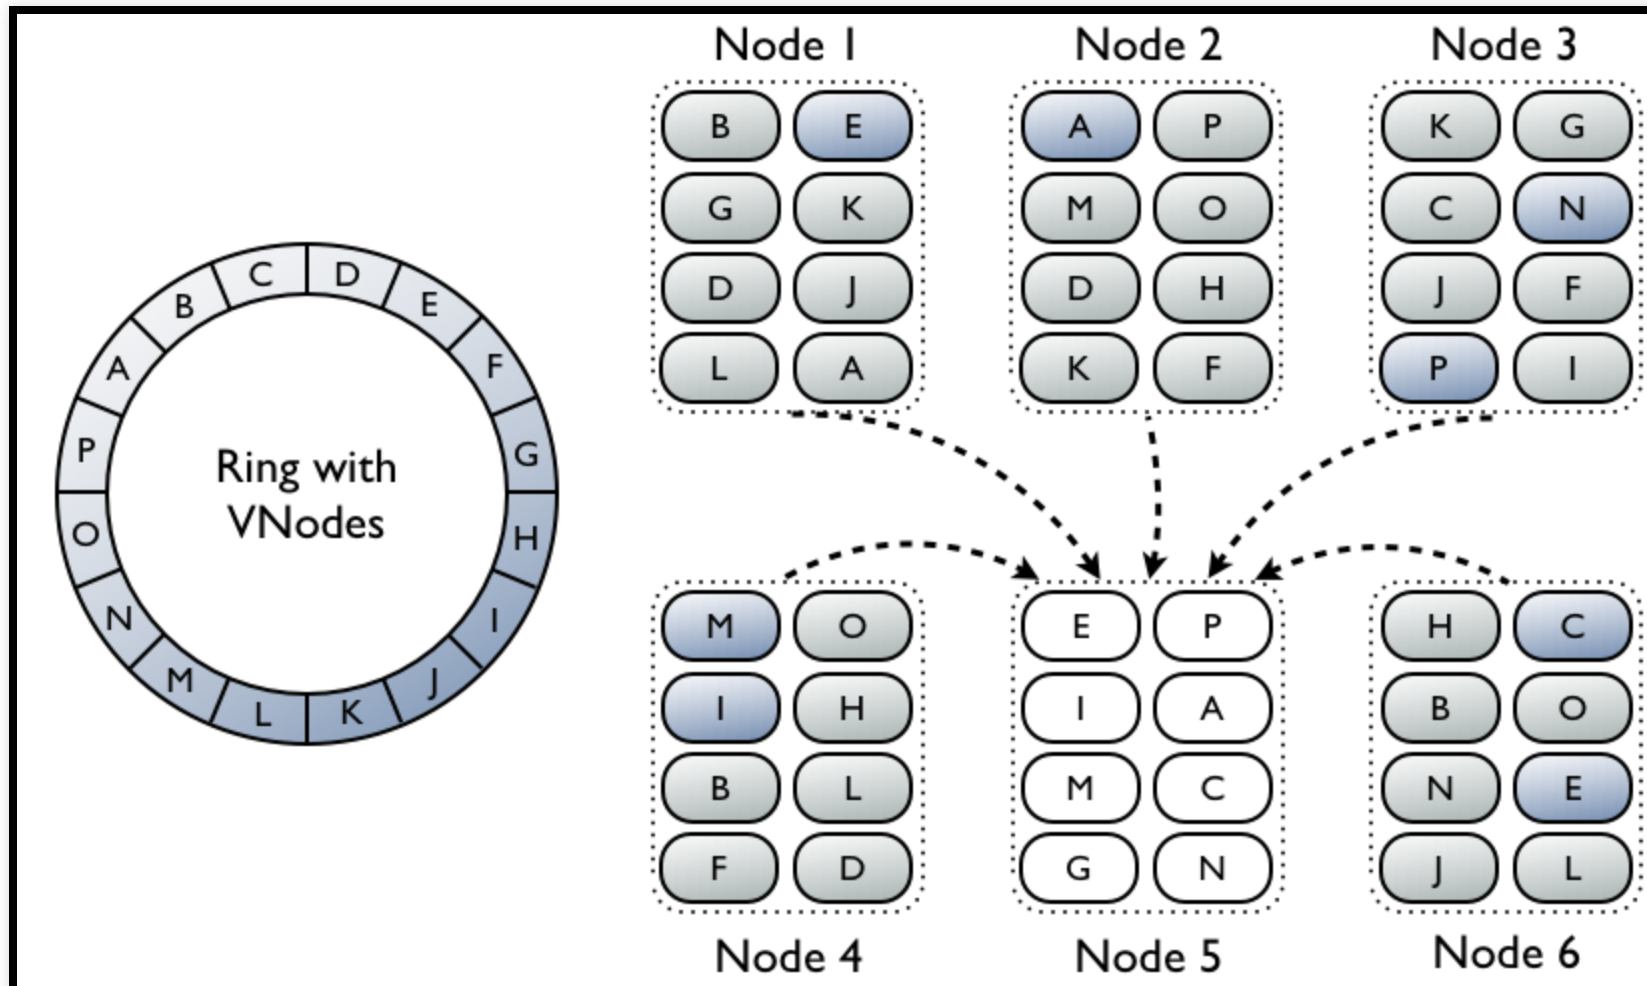 Node 1 Node 2 Node 3
B E A P K G
G K M O C N
D J D H J F
L A K F P I
A B C D E F G H I J K L M N O P
Ring with
VNodes
M O E P H C
I H I A B O
B L M C N E
F D G N J L
Node 4 Node 5 Node 6